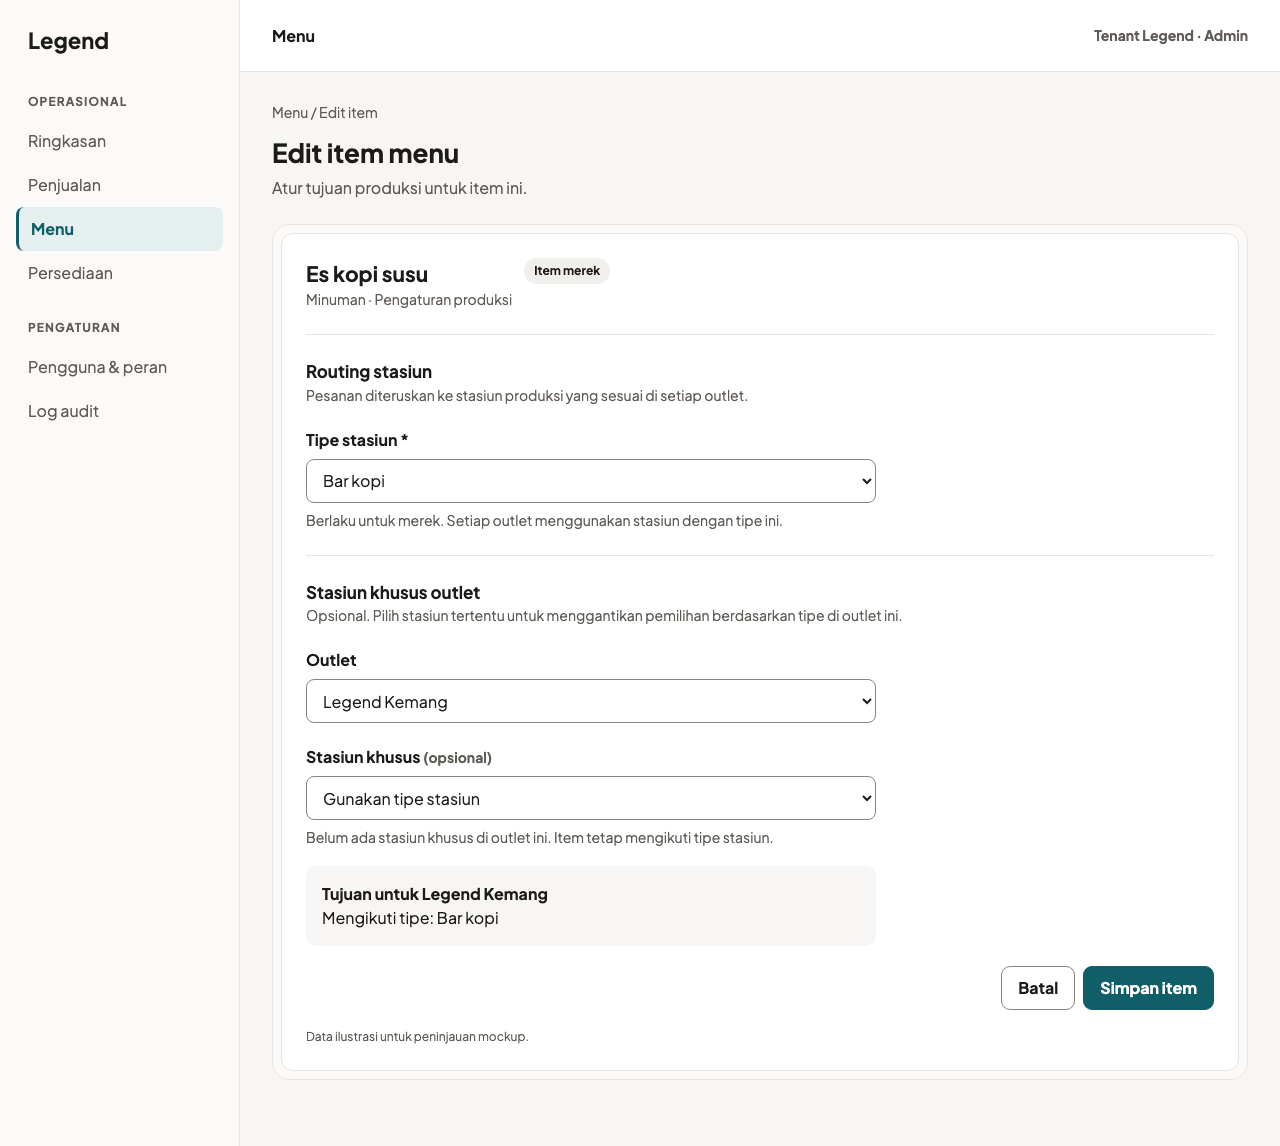 Legend
OPERASIONAL
Ringkasan
Penjualan
Menu
Persediaan
PENGATURAN
Pengguna & peran
Log audit
Menu
Tenant Legend · Admin
Menu / Edit item
Edit item menu
Atur tujuan produksi untuk item ini.
Es kopi susu
Item merek
Minuman · Pengaturan produksi
Routing stasiun
Pesanan diteruskan ke stasiun produksi yang sesuai di setiap outlet.
Tipe stasiun *
Bar kopi
Berlaku untuk merek. Setiap outlet menggunakan stasiun dengan tipe ini.
Stasiun khusus outlet
Opsional. Pilih stasiun tertentu untuk menggantikan pemilihan berdasarkan tipe di outlet ini.
Outlet
Legend Kemang
Stasiun khusus (opsional)
Gunakan tipe stasiun
Belum ada stasiun khusus di outlet ini. Item tetap mengikuti tipe stasiun.
Tujuan untuk Legend Kemang
Mengikuti tipe: Bar kopi
Batal
Simpan item
Data ilustrasi untuk peninjauan mockup.